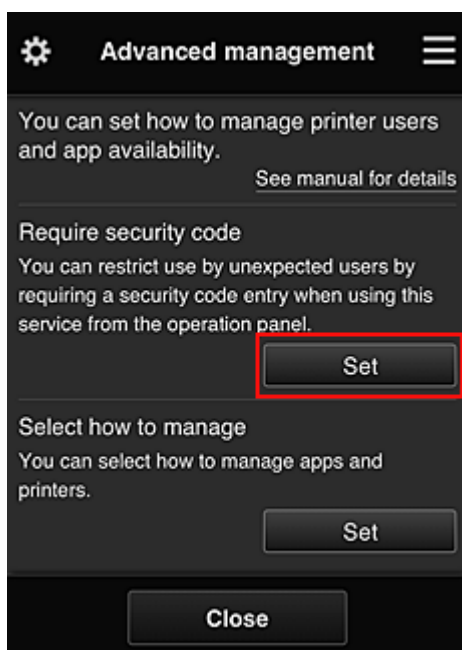 Advanced management
You can set how to manage printer users
and app availability.
See manual for details
Require security code
You can restrict use by unexpected users by
requiring a security code entry when using this
service from the operation panel.
Set
Select how to manage
You can select how to manage apps and
printers.
Set
Close